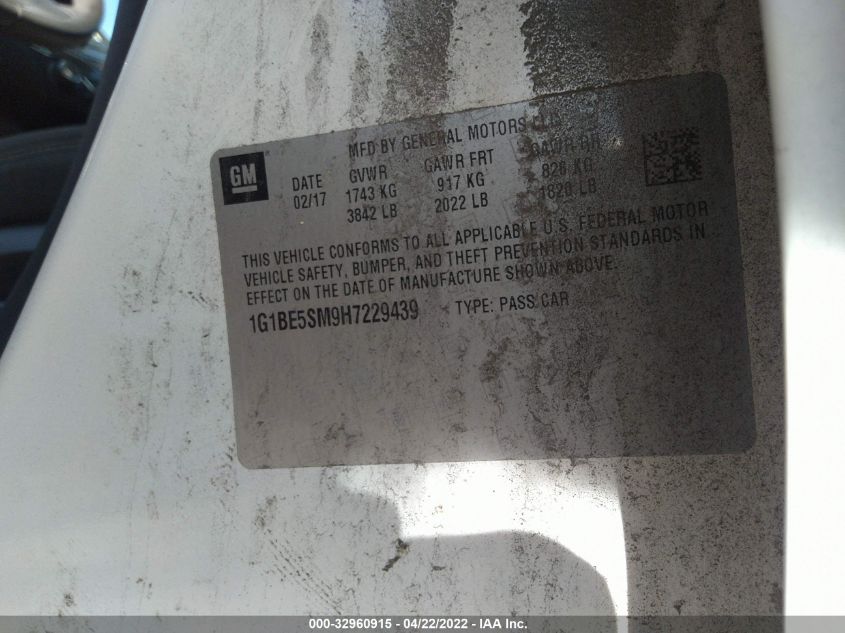 MFD BY GENERAL MOTORS LLC
GM
DATE GVWR GAWR FRT GAWR RR
02/17 1743 KG 917 KG 826 KG
3842 LB 2022 LB 1820 LB
THIS VEHICLE CONFORMS TO ALL APPLICABLE U.S. FEDERAL MOTOR
VEHICLE SAFETY, BUMPER, AND THEFT PREVENTION STANDARDS IN
EFFECT ON THE DATE OF MANUFACTURE SHOWN ABOVE.
1G1BE5SM9H7229439 TYPE: PASS CAR
000-32960915 - 04/22/2022 - IAA Inc.